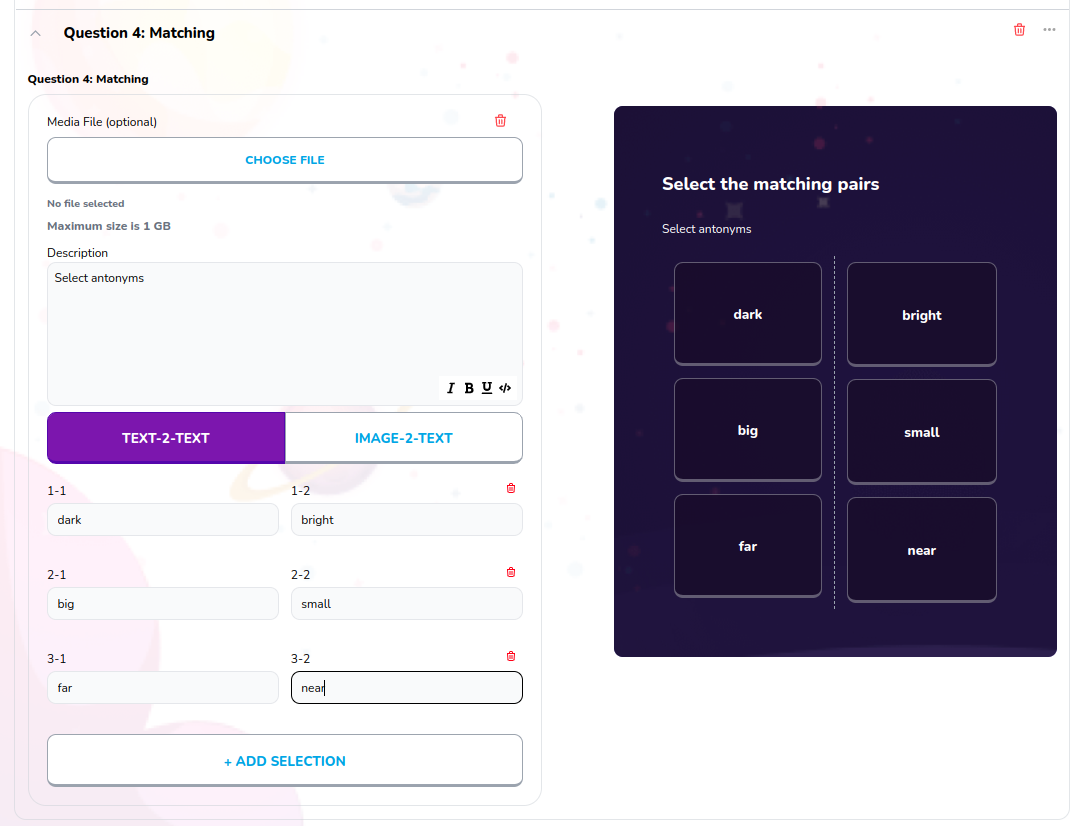 Question 4: Matching
Question 4: Matching
Media File (optional)
CHOOSE FILE
No file selected
Maximum size is 1 GB
Description
Select antonyms
I B U </>
TEXT-2-TEXT IMAGE-2-TEXT
1-1 1-2
dark bright
2-1 2-2
big small
3-1 3-2
far near
+ ADD SELECTION
Select the matching pairs
Select antonyms
dark bright
big small
far near